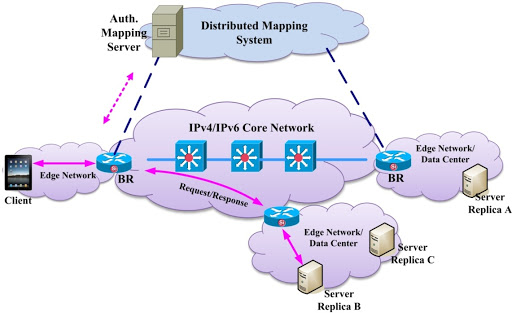 Auth.
Mapping
Server
Distributed Mapping
System
IPv4/IPv6 Core Network
Edge Network
BR
Client
Request/Response
BR
Edge Network/
Data Center
Server
Replica A
Edge Network/
Data Center
Server
Replica C
Server
Replica B